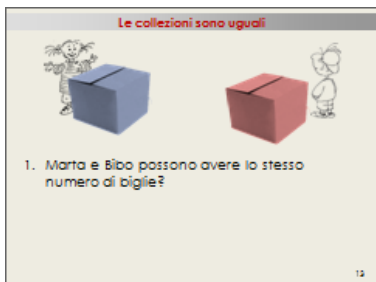 Le collezioni sono uguali
1. Marta e Bibo possono avere lo stesso
numero di biglie?
13